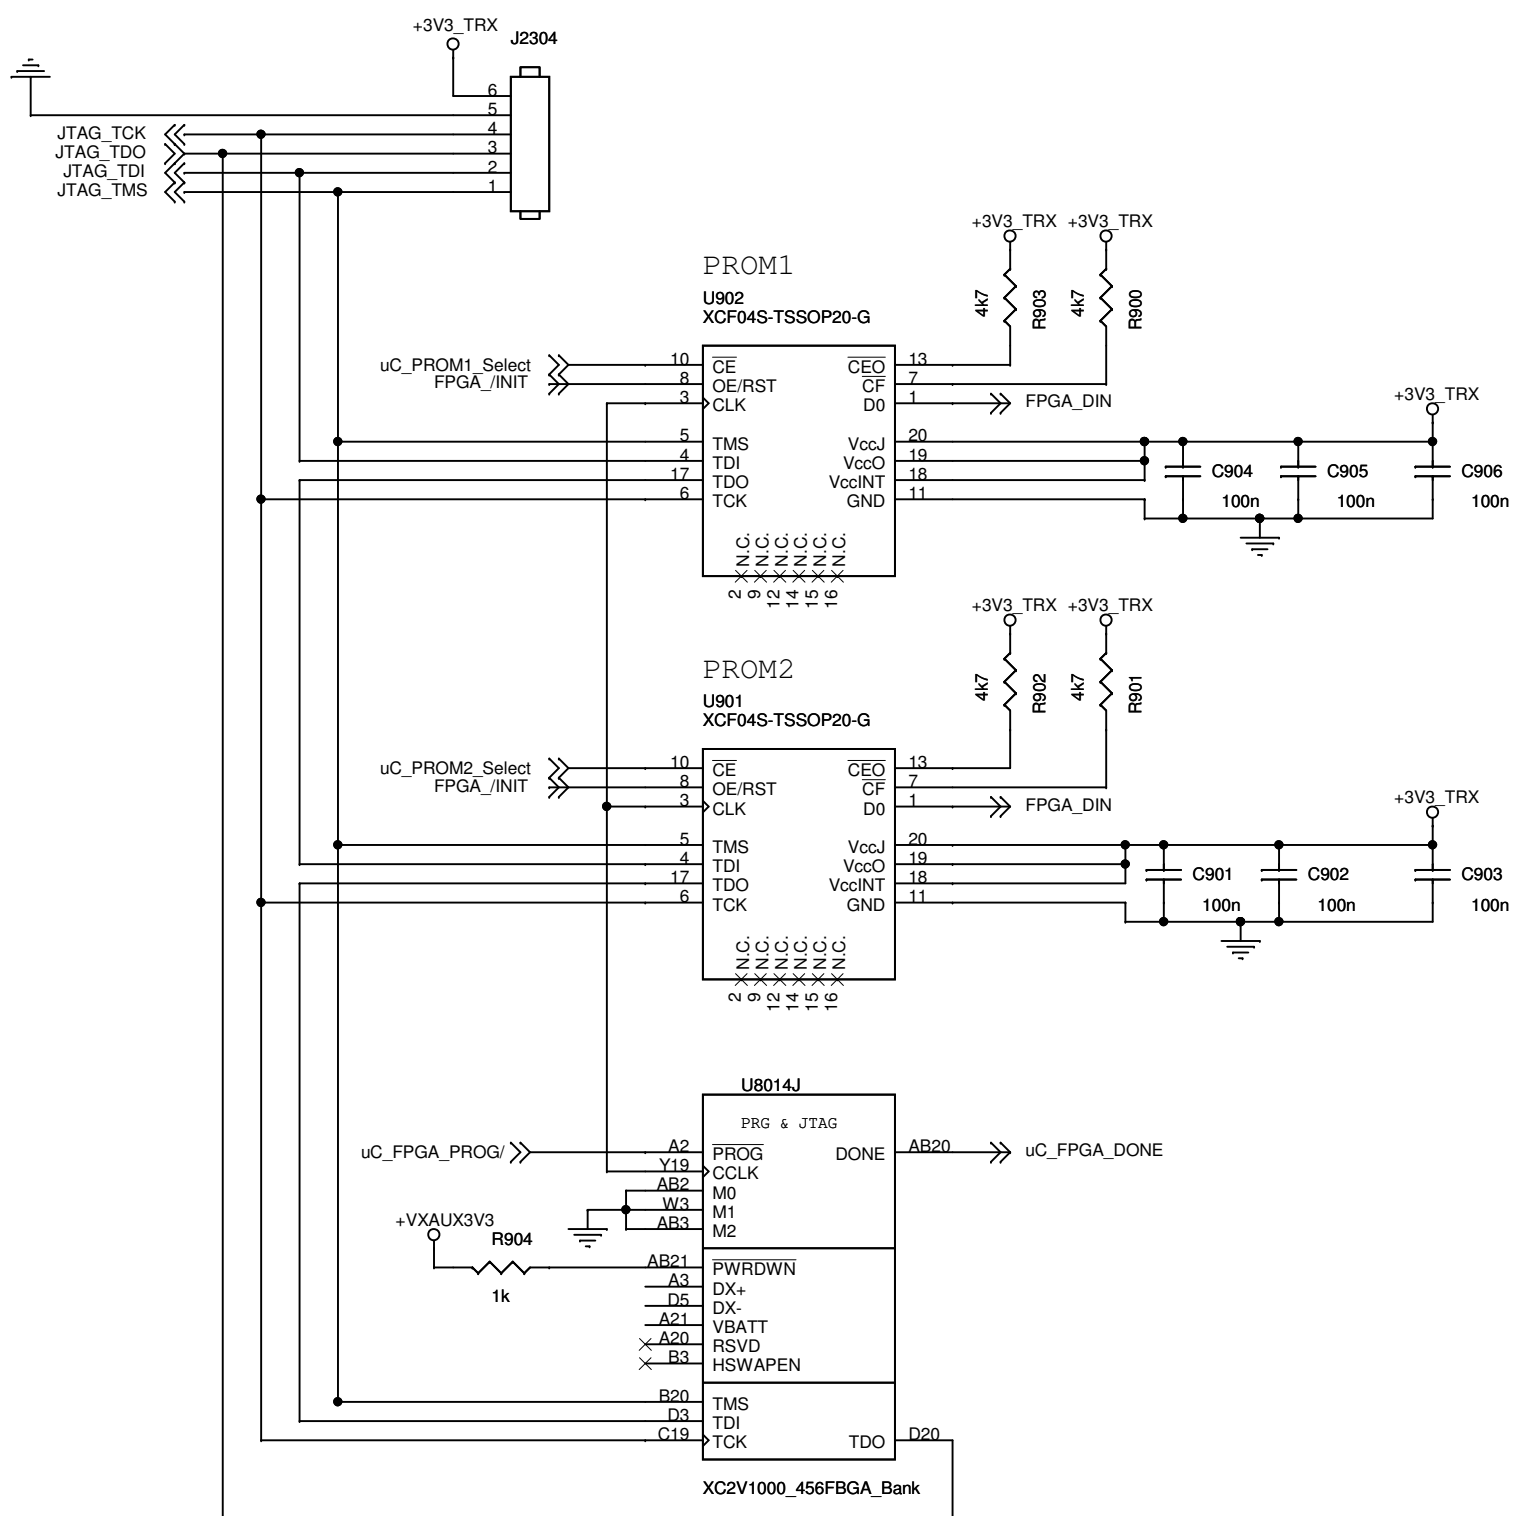 +3V3_TRX
J2304
6
5
JTAG_TCK 4
JTAG_TDO 3
JTAG_TDI 2
JTAG_TMS 1
+3V3_TRX +3V3_TRX
PROM1
U902
XCF04S-TSSOP20-G
4k7 R903 4k7 R900
uC_PROM1_Select 10 CE CEO 13
FPGA_/INIT 8 OE/RST CF 7
3 CLK D0 1 FPGA_DIN
+3V3_TRX
5 TMS VccJ 20
4 TDI VccO 19
17 TDO VccINT 18
6 TCK GND 11
C904 C905 C906
100n 100n 100n
N.C. N.C. N.C. N.C. N.C. N.C.
2 9 12 14 15 16
+3V3_TRX +3V3_TRX
PROM2
U901
XCF04S-TSSOP20-G
4k7 R902 4k7 R901
uC_PROM2_Select 10 CE CEO 13
FPGA_/INIT 8 OE/RST CF 7
3 CLK D0 1 FPGA_DIN
+3V3_TRX
5 TMS VccJ 20
4 TDI VccO 19
17 TDO VccINT 18
6 TCK GND 11
C901 C902 C903
100n 100n 100n
N.C. N.C. N.C. N.C. N.C. N.C.
2 9 12 14 15 16
U8014J
PRG & JTAG
uC_FPGA_PROG/ A2 PROG DONE AB20 uC_FPGA_DONE
Y19 CCLK
AB2 M0
W3 M1
AB3 M2
+VXAUX3V3
R904
1k
AB21 PWRDWN
A3 DX+
D5 DX-
A21 VBATT
A20 RSVD
B3 HSWAPEN
B20 TMS
D3 TDI
C19 TCK TDO D20
XC2V1000_456FBGA_Bank